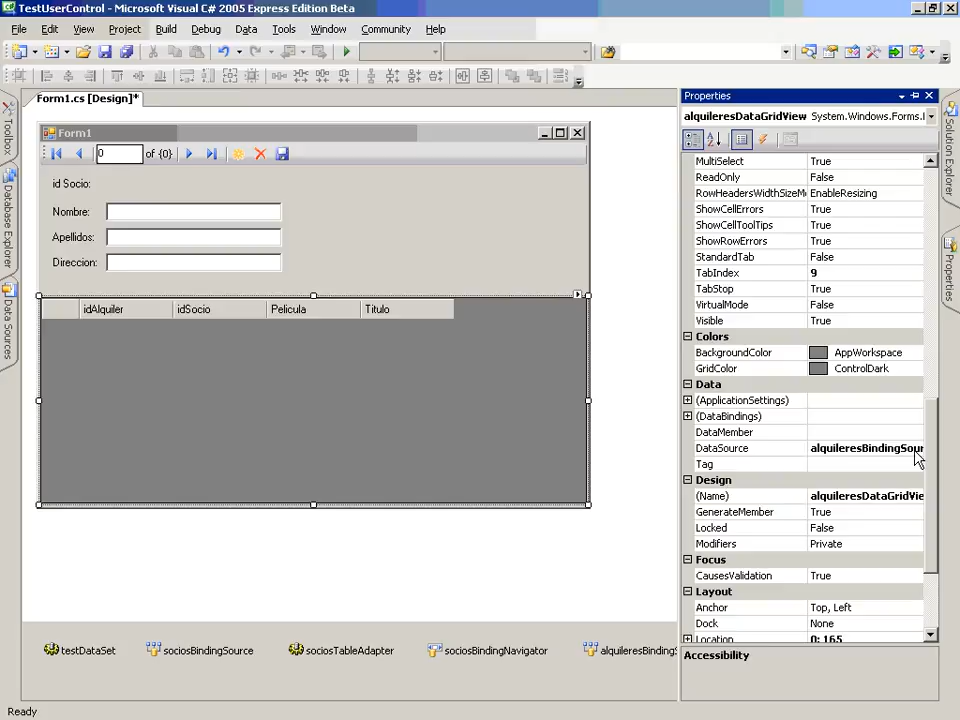 TestUserControl - Microsoft Visual C# 2005 Express Edition Beta
File Edit View Project Build Debug Data Tools Window Community Help
Form1.cs [Design]*
Toolbox
Database Explorer
Data Sources
Form1
0 of {0}
id Socio:
Nombre:
Apellidos:
Direccion:
idAlquiler idSocio Pelicula Titulo
testDataSet sociosBindingSource sociosTableAdapter sociosBindingNavigator alquileresBindingS
Properties
alquileresDataGridView System.Windows.Forms.
MultiSelect True
ReadOnly False
RowHeadersWidthSizeM EnableResizing
ShowCellErrors True
ShowCellToolTips True
ShowRowErrors True
StandardTab False
TabIndex 9
TabStop True
VirtualMode False
Visible True
Colors
BackgroundColor AppWorkspace
GridColor ControlDark
Data
(ApplicationSettings)
(DataBindings)
DataMember
DataSource alquileresBindingSour
Tag
Design
(Name) alquileresDataGridVie
GenerateMember True
Locked False
Modifiers Private
Focus
CausesValidation True
Layout
Anchor Top, Left
Dock None
Location 0; 165
Accessibility
Solution Explorer
Properties
Ready